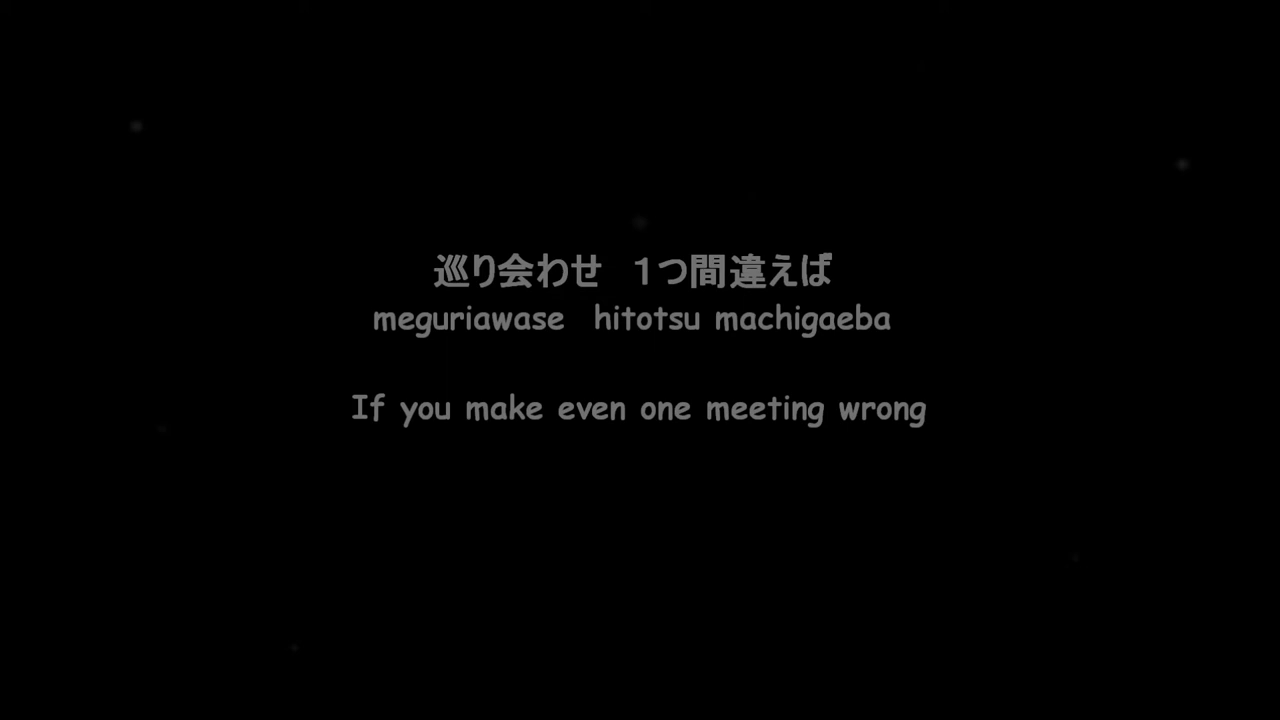 巡り会わせ　１つ間違えば
meguriawase  hitotsu machigaeba
If you make even one meeting wrong